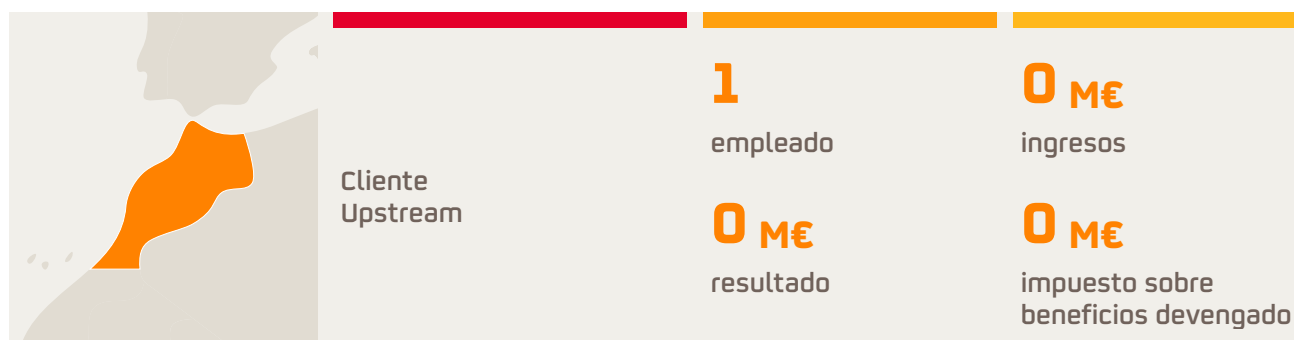 Cliente
Upstream
1
empleado
0 M€
ingresos
0 M€
resultado
0 M€
impuesto sobre
beneficios devengado